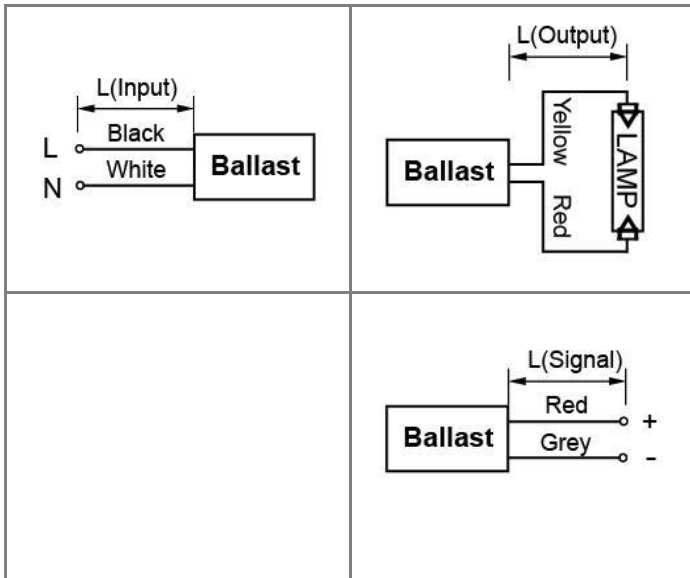 L(Input)
L Black
N White
Ballast
L(Output)
Ballast
Yellow
Red
LAMP
L(Signal)
Ballast
Red +
Grey -